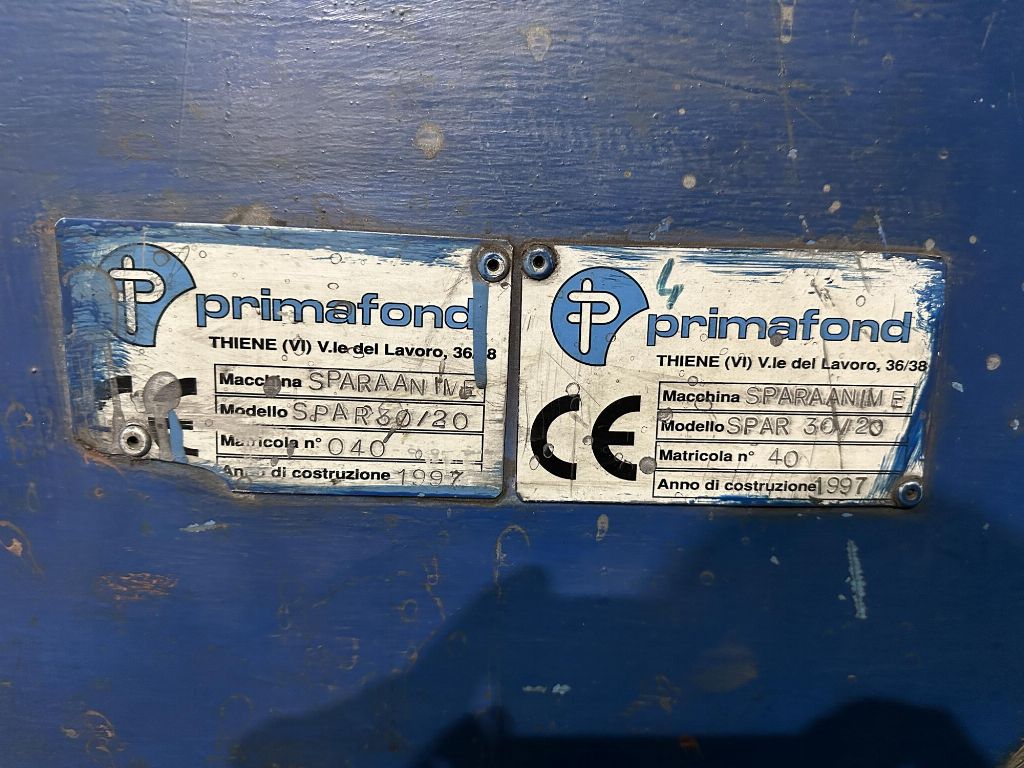 primafond
THIENE (VI) V.le del Lavoro, 36/38
Macchina SPARAANIME
Modello SPAR30/20
Matricola n° 040
Anno di costruzione 1997
4
primafond
THIENE (VI) V.le del Lavoro, 36/38
CE
Macchina SPARAANIME
Modello SPAR 30/20
Matricola n° 40
Anno di costruzione 1997